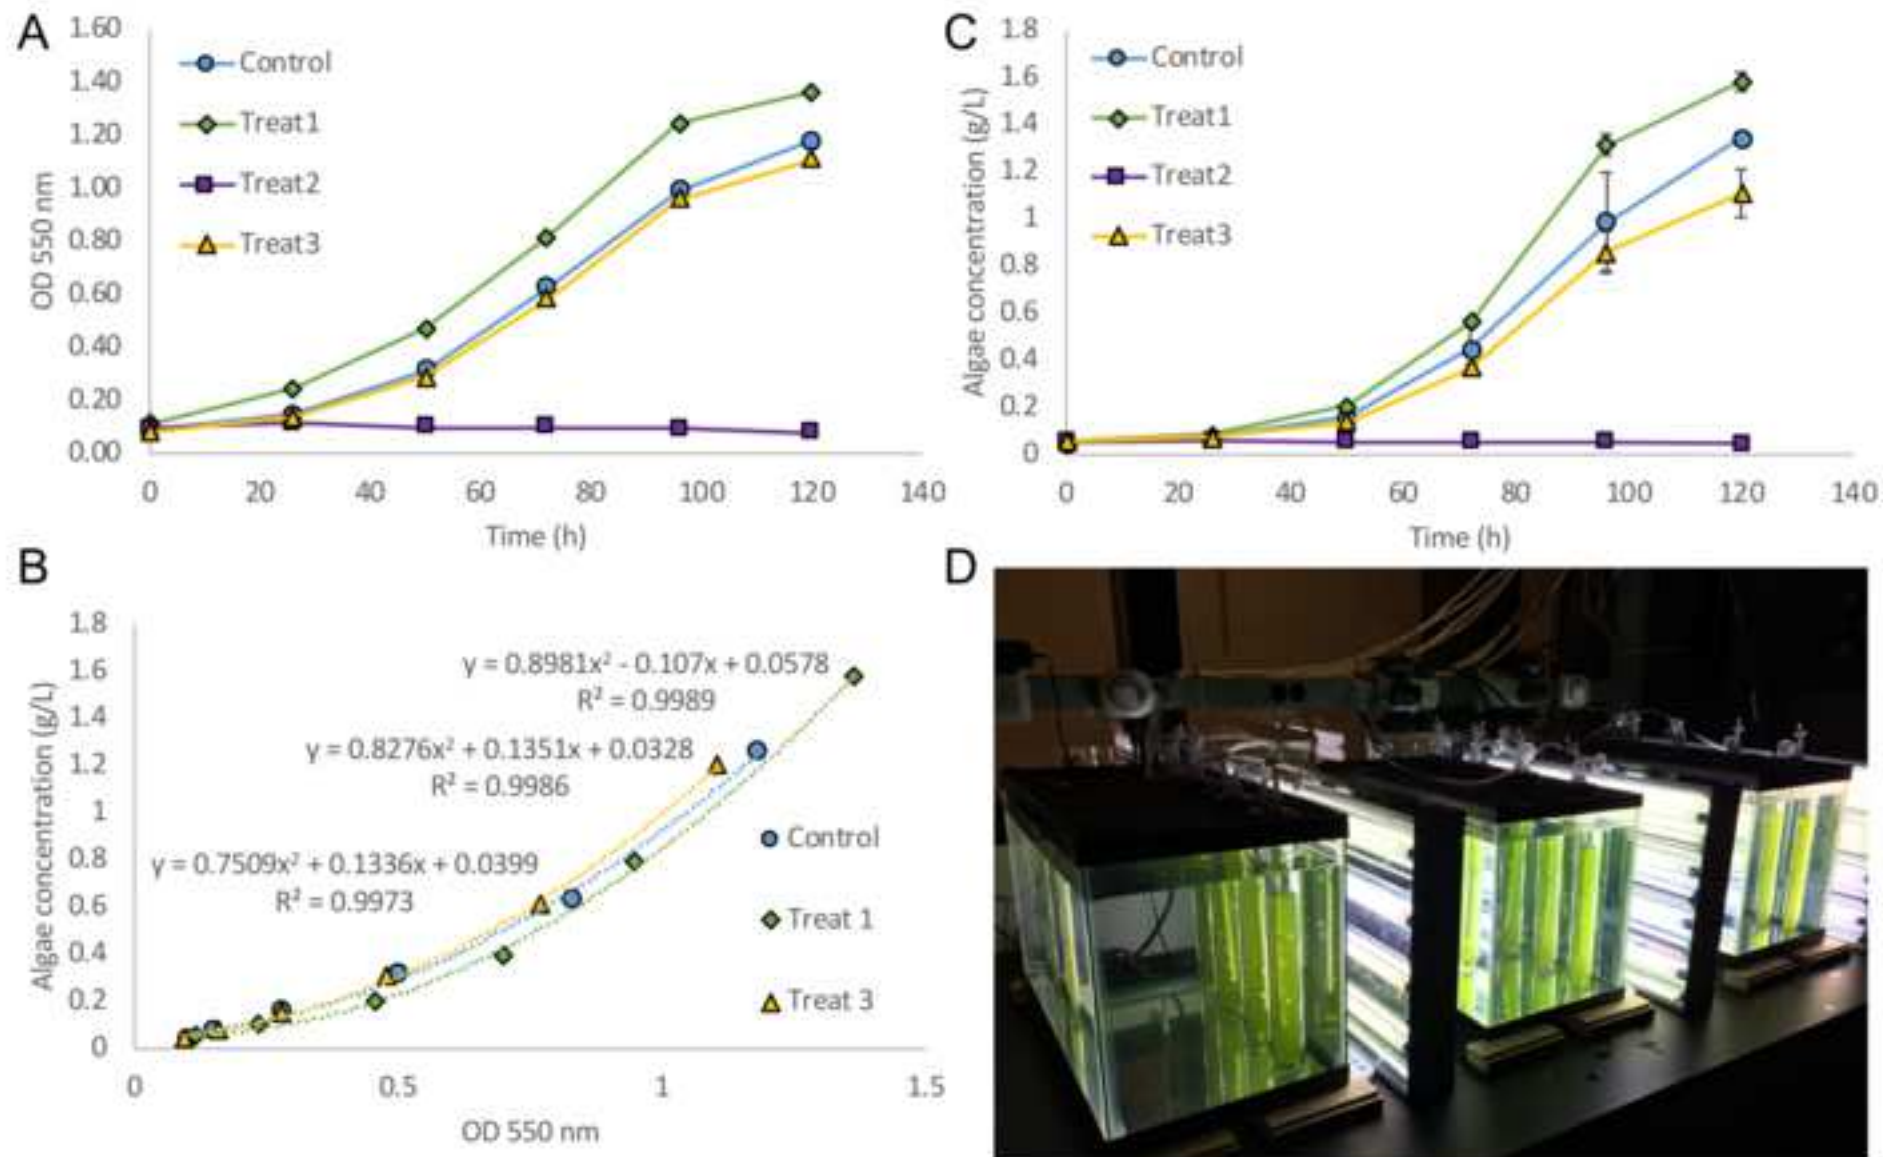 A
1.60
1.40
1.20
1.00
0.80
0.60
0.40
0.20
0.00
OD 550 nm
Control
Treat1
Treat2
Treat3
0 20 40 60 80 100 120 140
Time (h)
C
1.8
1.6
1.4
1.2
1
0.8
0.6
0.4
0.2
0
Algae concentration (g/L)
Control
Treat1
Treat2
Treat3
0 20 40 60 80 100 120 140
Time (h)
B
1.8
1.6
1.4
1.2
1
0.8
0.6
0.4
0.2
0
Algae concentration (g/L)
y = 0.8981x² - 0.107x + 0.0578
R² = 0.9989
y = 0.8276x² + 0.1351x + 0.0328
R² = 0.9986
y = 0.7509x² + 0.1336x + 0.0399
R² = 0.9973
Control
Treat 1
Treat 3
0 0.5 1 1.5
OD 550 nm
D